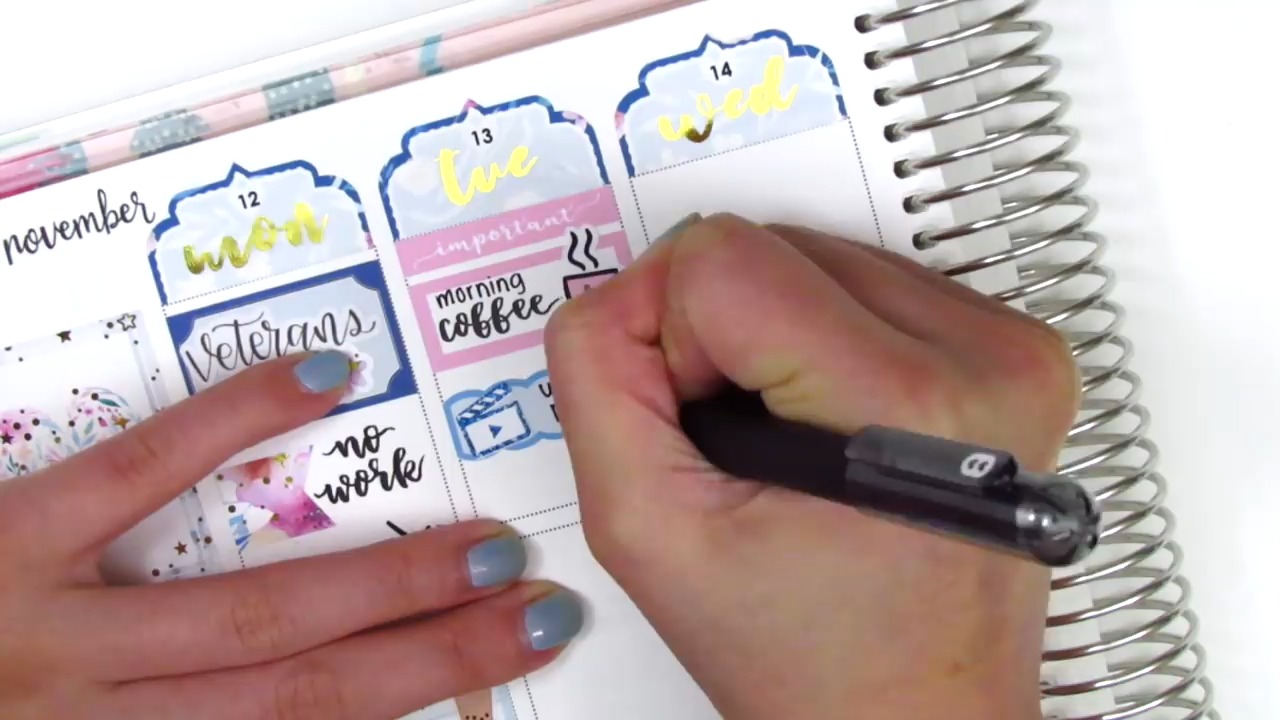 november
12
mon
veterans
no
work
13
tue
important
morning
coffee
14
wed